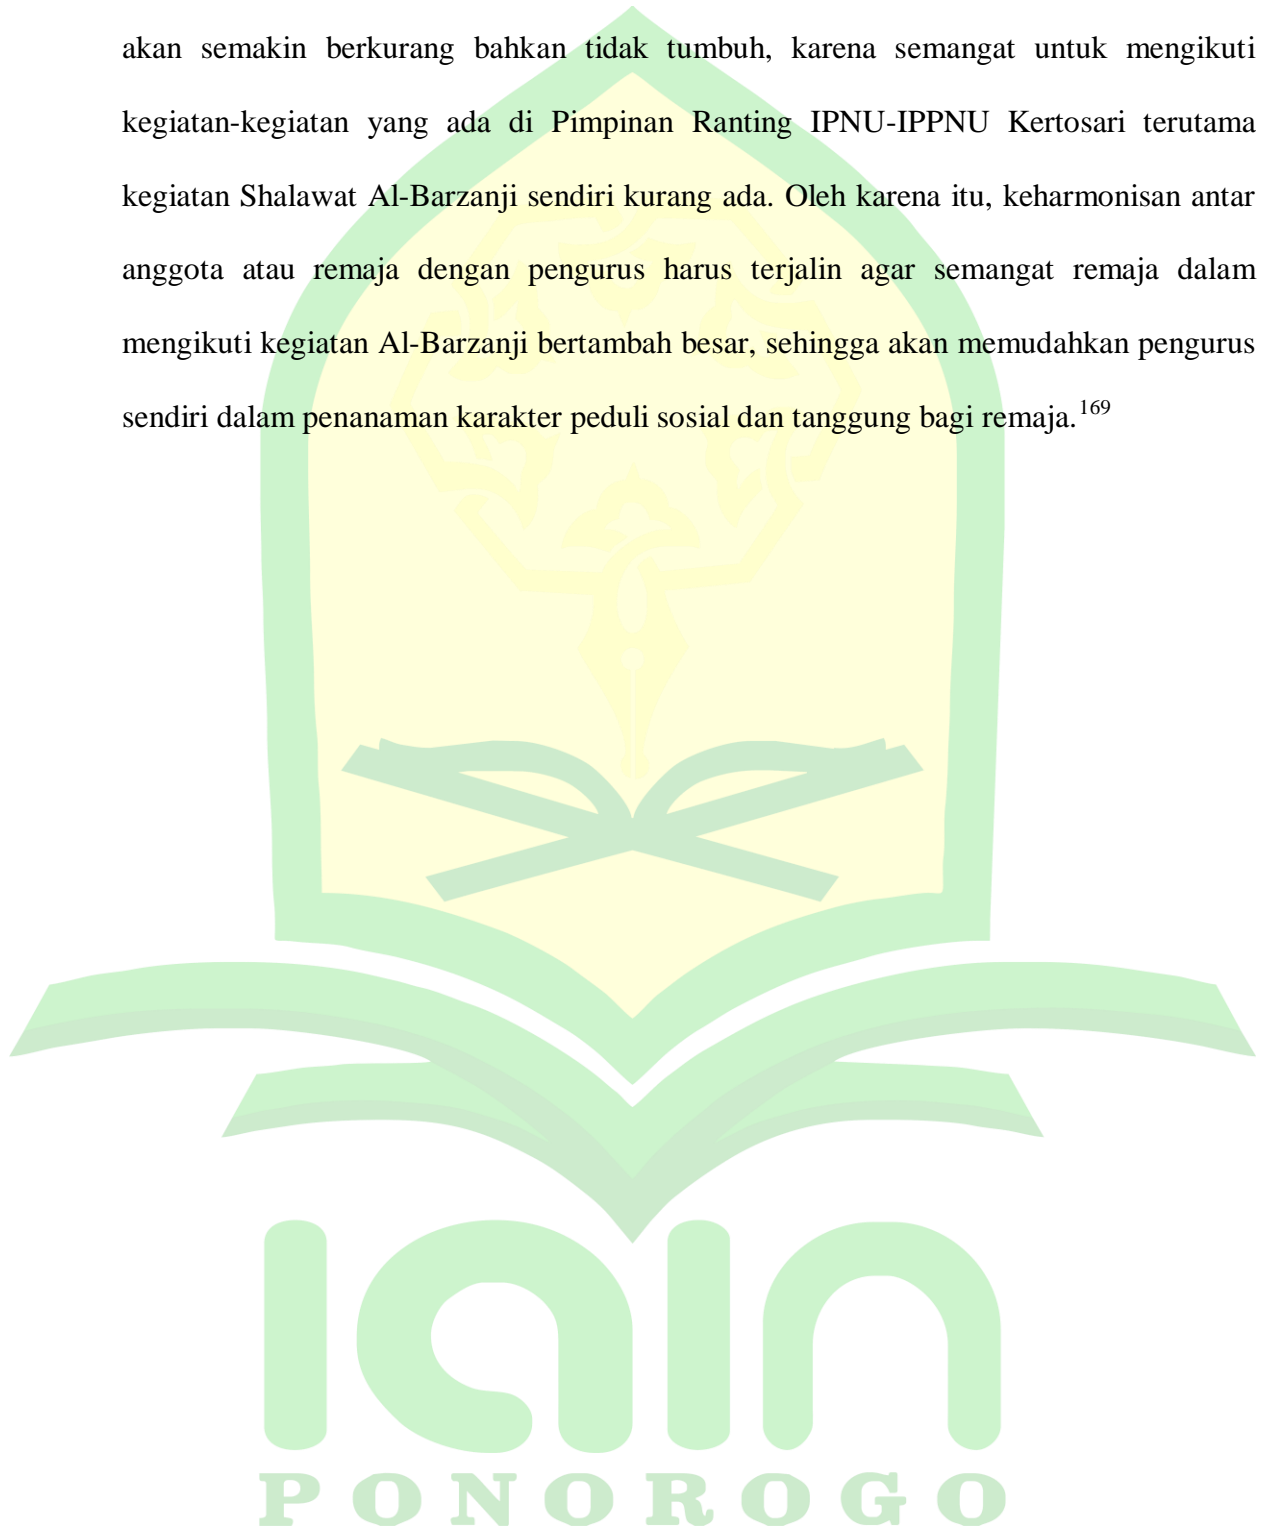 akan semakin berkurang bahkan tidak tumbuh, karena semangat untuk mengikuti
kegiatan-kegiatan yang ada di Pimpinan Ranting IPNU-IPPNU Kertosari terutama
kegiatan Shalawat Al-Barzanji sendiri kurang ada. Oleh karena itu, keharmonisan antar
anggota atau remaja dengan pengurus harus terjalin agar semangat remaja dalam
mengikuti kegiatan Al-Barzanji bertambah besar, sehingga akan memudahkan pengurus
sendiri dalam penanaman karakter peduli sosial dan tanggung bagi remaja.169
iain
PONOROGO